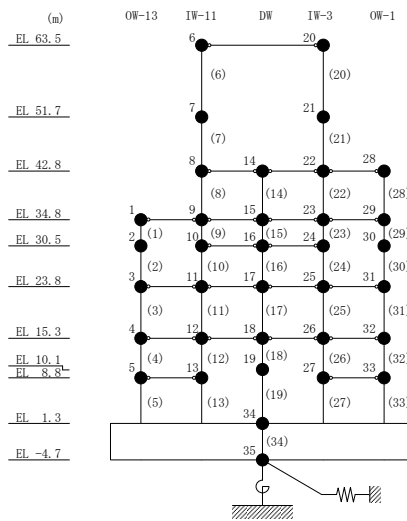 (m) OW-13 IW-11 DW IW-3 OW-1
EL 63.5 6 20
(6) (20)
EL 51.7 7 21
(7) (21)
EL 42.8 8 14 22 28
(8) (14) (22) (28)
EL 34.8 1 9 15 23 29
(1) (9) (15) (23) (29)
EL 30.5 2 10 16 24 30
(2) (10) (16) (24) (30)
EL 23.8 3 11 17 25 31
(3) (11) (17) (25) (31)
EL 15.3 4 12 18 26 32
(4) (12) (18) (26) (32)
EL 10.1 19
EL 8.8 5 13 27 33
(5) (13) (19) (27) (33)
EL 1.3 34
(34)
EL -4.7 35